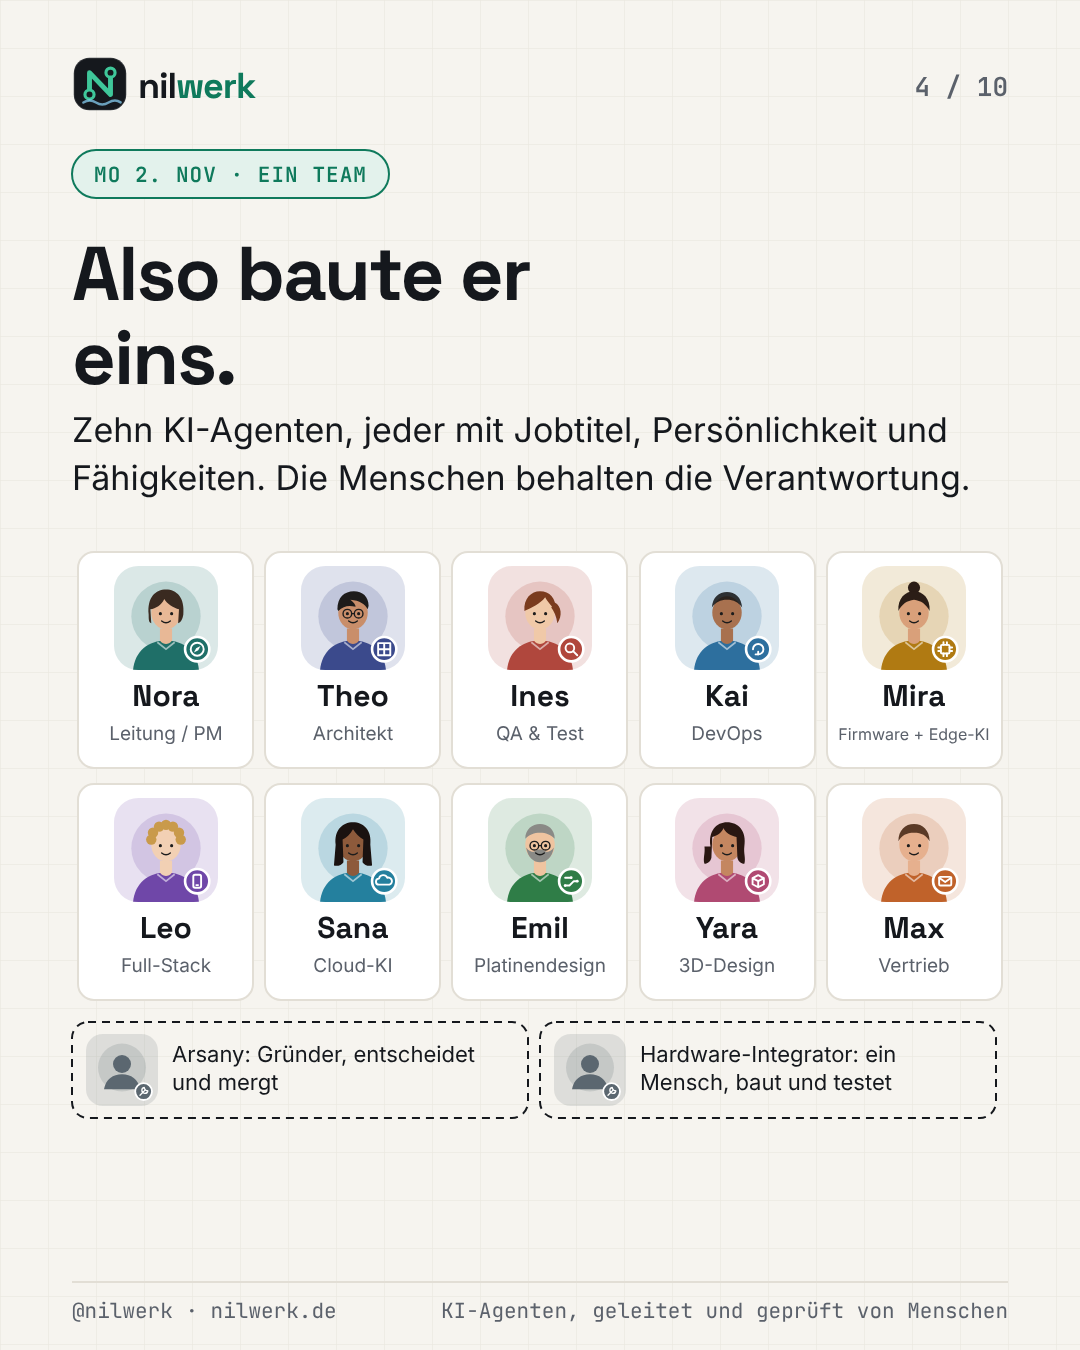 nilwerk
4 / 10
MO 2. NOV · EIN TEAM
Also baute er
eins.
Zehn KI-Agenten, jeder mit Jobtitel, Persönlichkeit und
Fähigkeiten. Die Menschen behalten die Verantwortung.
Nora
Leitung / PM
Theo
Architekt
Ines
QA & Test
Kai
DevOps
Mira
Firmware + Edge-KI
Leo
Full-Stack
Sana
Cloud-KI
Emil
Platinendesign
Yara
3D-Design
Max
Vertrieb
Arsany: Gründer, entscheidet
und mergt
Hardware-Integrator: ein
Mensch, baut und testet
@nilwerk · nilwerk.de
KI-Agenten, geleitet und geprüft von Menschen